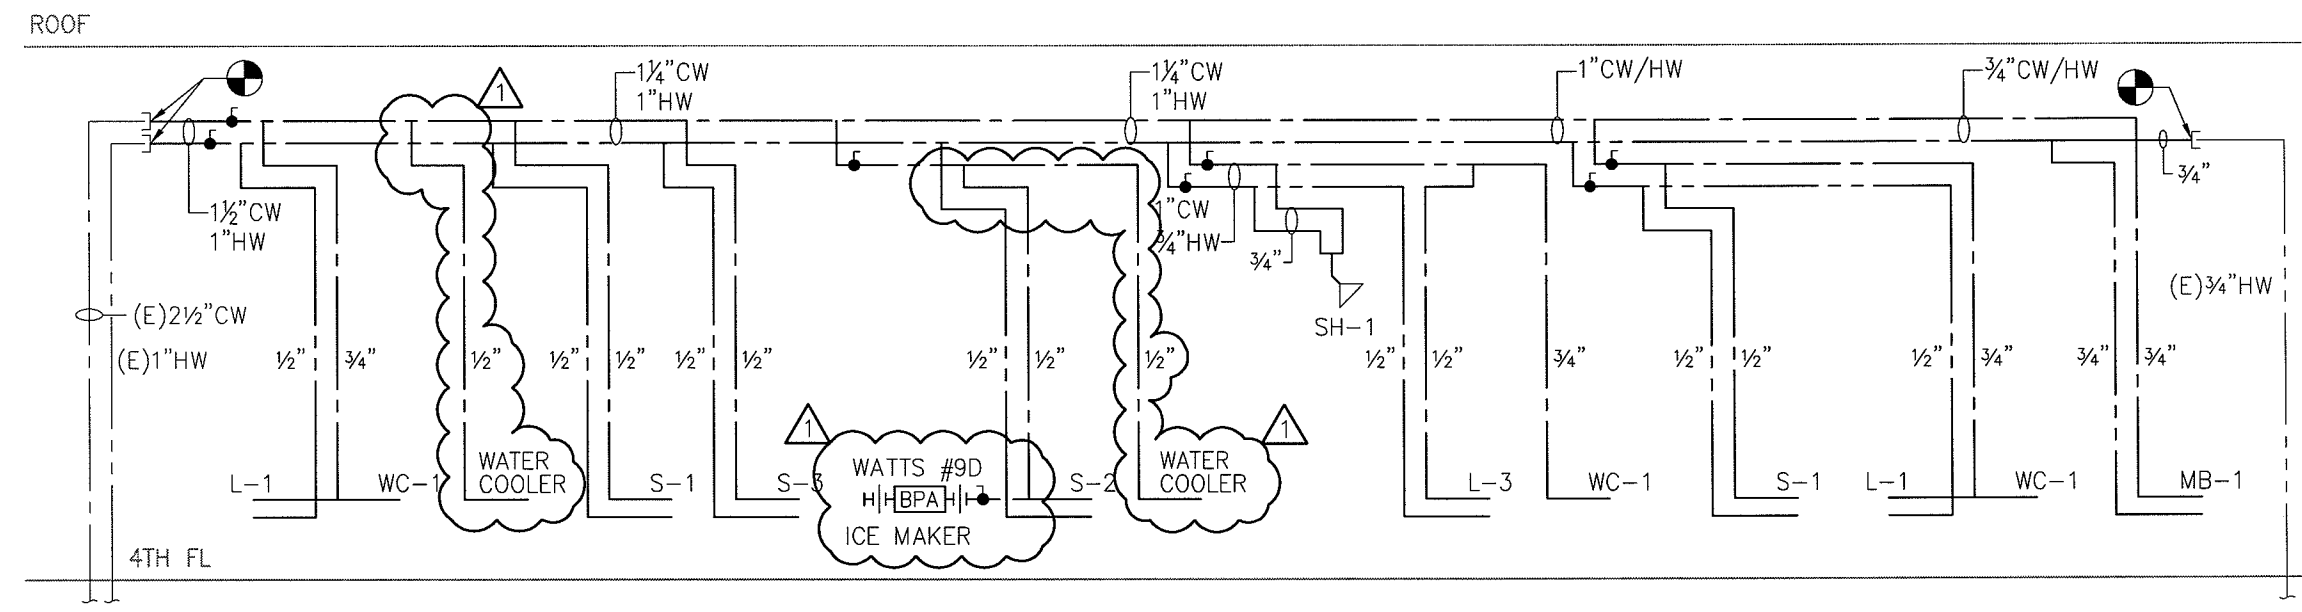 ROOF
1
1¼"CW
1"HW
1¼"CW
1"HW
1"CW/HW
¾"CW/HW
¾"
1½"CW
1"HW
1"CW
¾"HW
¾"
(E)2½"CW
(E)1"HW
(E)¾"HW
SH-1
½"
¾"
½"
½"
½"
½"
½"
½"
½"
½"
½"
½"
¾"
½"
½"
½"
¾"
¾"
¾"
1
1
L-1
WC-1
WATER
COOLER
S-1
S-3
WATTS #9D
BPA
ICE MAKER
S-2
WATER
COOLER
L-3
WC-1
S-1
L-1
WC-1
MB-1
4TH FL